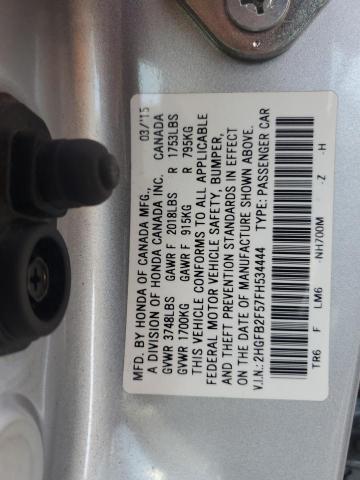 MFD. BY HONDA OF CANADA MFG., 03/'15
A DIVISION OF HONDA CANADA INC. CANADA
GVWR 3748LBS GAWR F 2018LBS R 1753LBS
GVWR 1700KG GAWR F 915KG R 795KG
THIS VEHICLE CONFORMS TO ALL APPLICABLE
FEDERAL MOTOR VEHICLE SAFETY, BUMPER,
AND THEFT PREVENTION STANDARDS IN EFFECT
ON THE DATE OF MANUFACTURE SHOWN ABOVE.
V.I.N.: 2HGFB2F57FH534444 TYPE: PASSENGER CAR
TR6 F LM6 -NH700M -Z -H